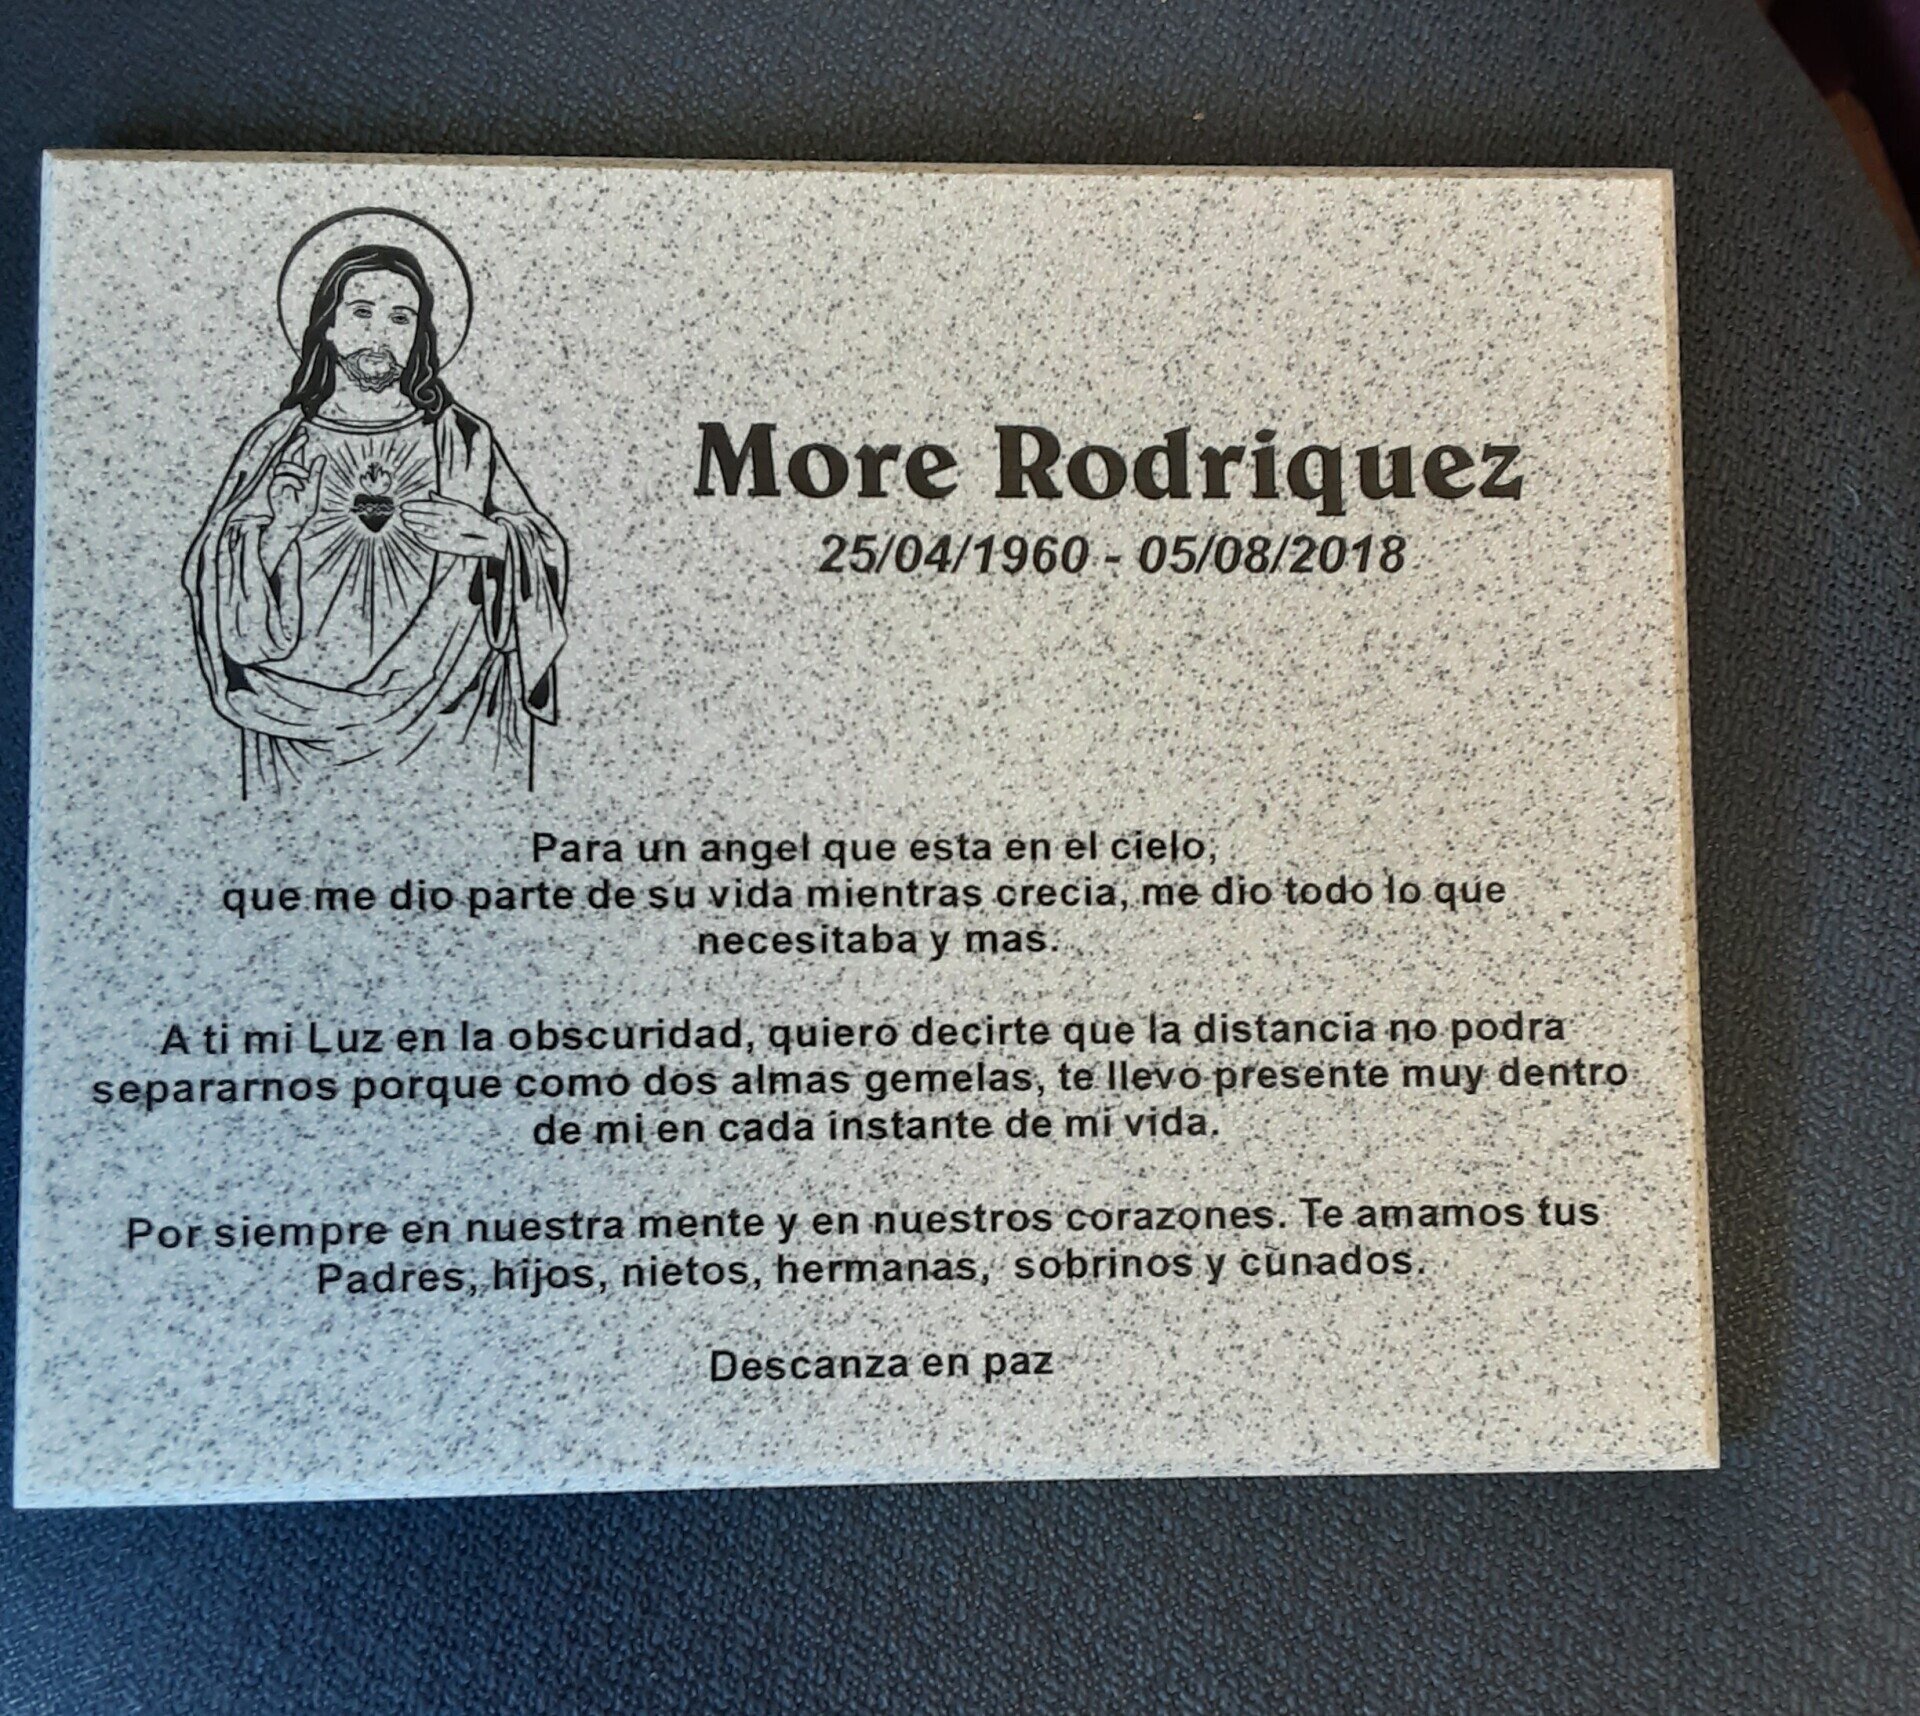 More Rodriquez
25/04/1960 - 05/08/2018
Para un angel que esta en el cielo,
que me dio parte de su vida mientras crecia, me dio todo lo que
necesitaba y mas.
A ti mi Luz en la obscuridad, quiero decirte que la distancia no podra
separarnos porque como dos almas gemelas, te llevo presente muy dentro
de mi en cada instante de mi vida.
Por siempre en nuestra mente y en nuestros corazones. Te amamos tus
Padres, hijos, nietos, hermanas, sobrinos y cunados.
Descanza en paz